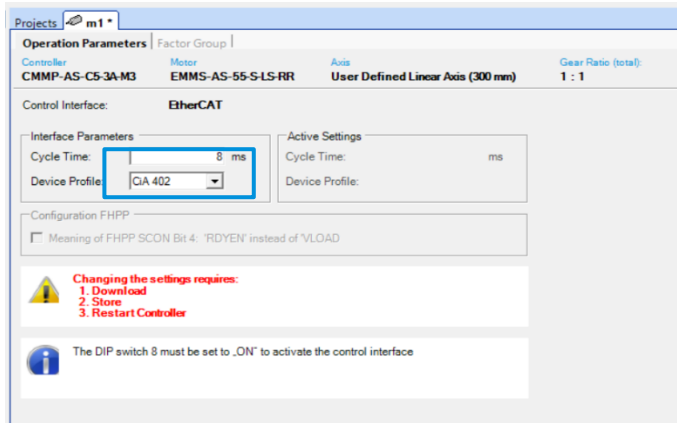 Projects m1 *
Operation Parameters Factor Group
Controller Motor Axis Gear Ratio (total):
CMMP-AS-C5-3A-M3 EMMS-AS-55-S-LS-RR User Defined Linear Axis (300 mm) 1 : 1
Control Interface: EtherCAT
Interface Parameters Active Settings
Cycle Time: 8 ms Cycle Time: ms
Device Profile: CiA 402 Device Profile:
Configuration FHPP
Meaning of FHPP SCON Bit 4: 'RDYEN' instead of 'VLOAD
Changing the settings requires:
1. Download
2. Store
3. Restart Controller
The DIP switch 8 must be set to „ON" to activate the control interface